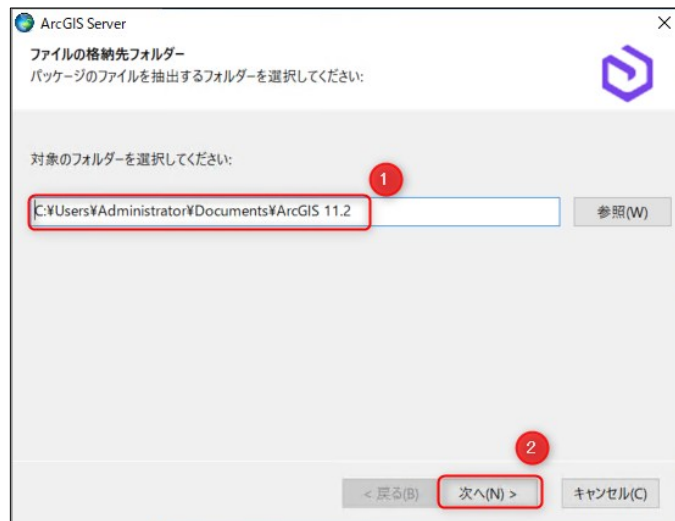 ArcGIS Server
ファイルの格納先フォルダー
パッケージのファイルを抽出するフォルダーを選択してください:
対象のフォルダーを選択してください:
1
C:¥Users¥Administrator¥Documents¥ArcGIS 11.2
参照(W)
2
< 戻る(B)
次へ(N) >
キャンセル(C)